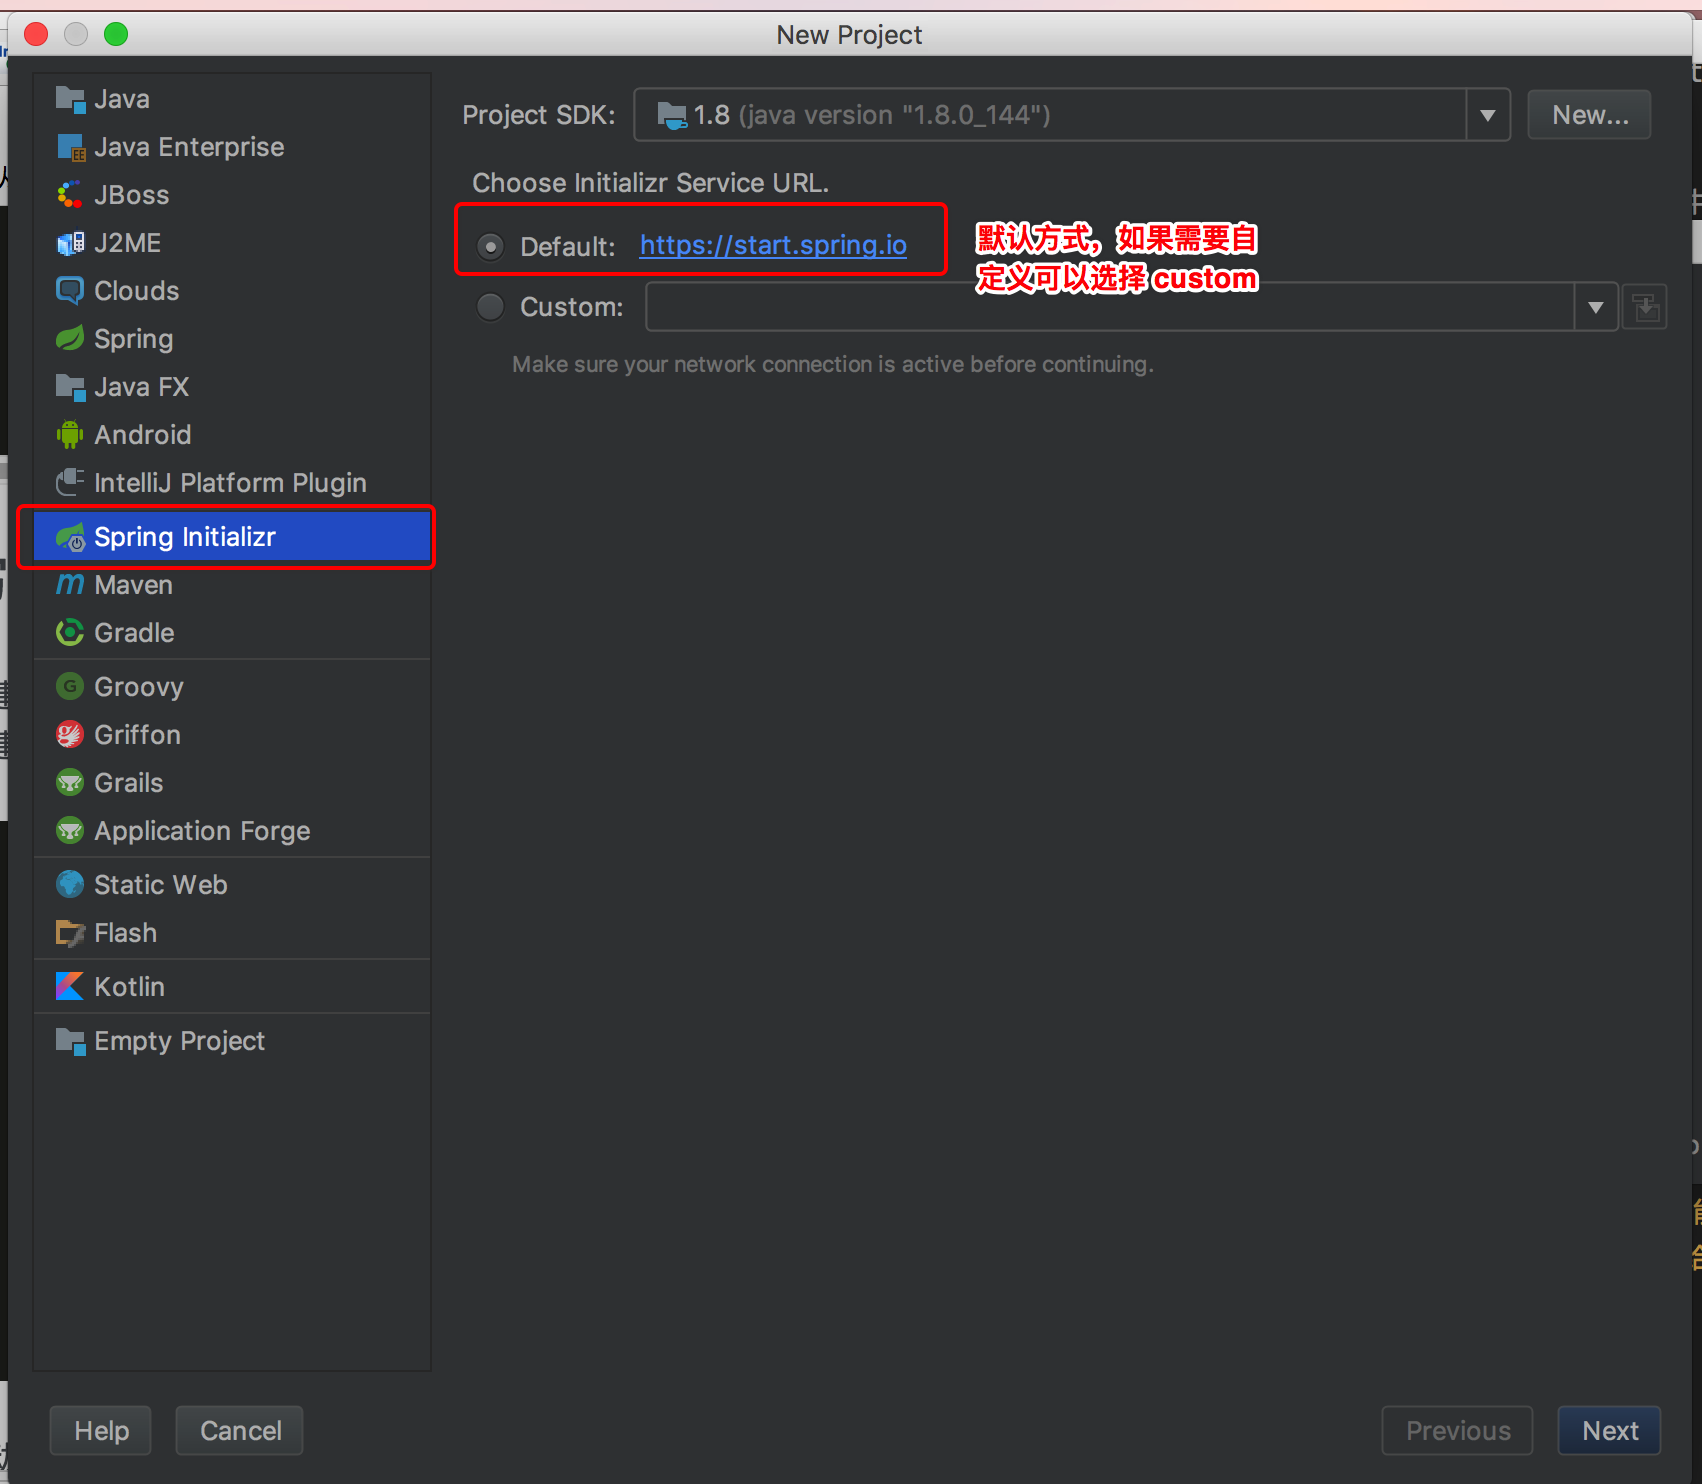 New Project
Java
Java Enterprise
JBoss
J2ME
Clouds
Spring
Java FX
Android
IntelliJ Platform Plugin
Spring Initializr
Maven
Gradle
Groovy
Griffon
Grails
Application Forge
Static Web
Flash
Kotlin
Empty Project
Project SDK: 1.8 (java version "1.8.0_144") New...
Choose Initializr Service URL.
Default: https://start.spring.io
默认方式，如果需要自
定义可以选择 custom
Custom:
Make sure your network connection is active before continuing.
Help Cancel Previous Next